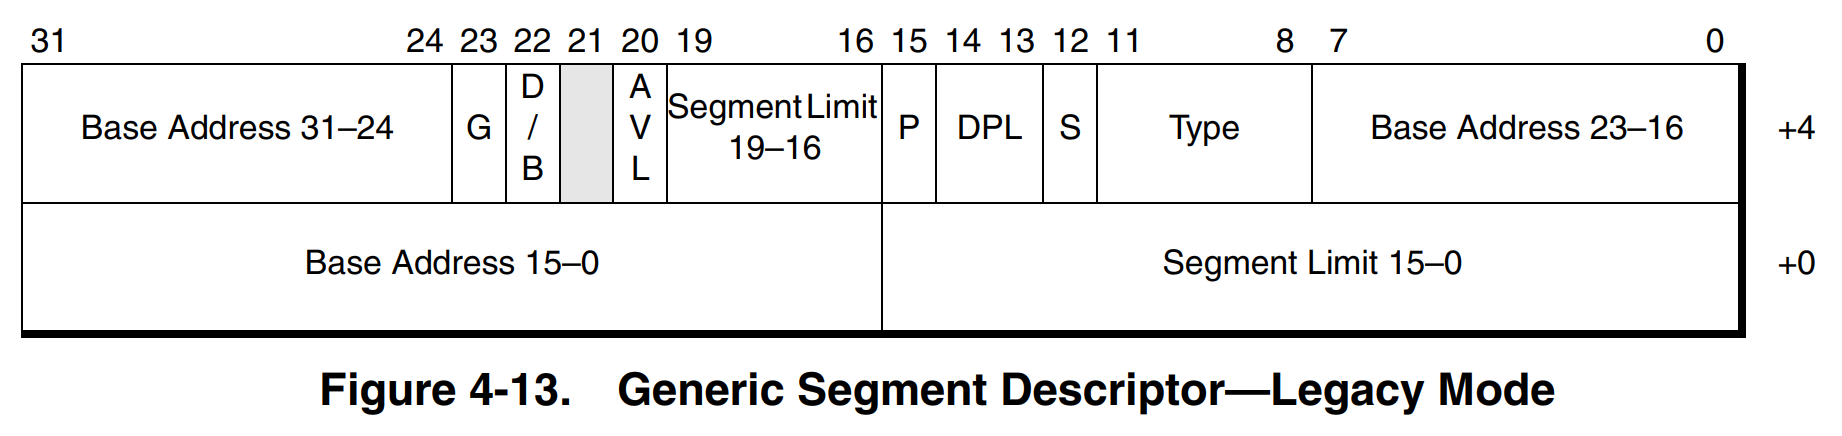 31 24 23 22 21 20 19 16 15 14 13 12 11 8 7 0
Base Address 31–24 G D/B AVL Segment Limit 19–16 P DPL S Type Base Address 23–16 +4
Base Address 15–0 Segment Limit 15–0 +0
Figure 4-13. Generic Segment Descriptor—Legacy Mode